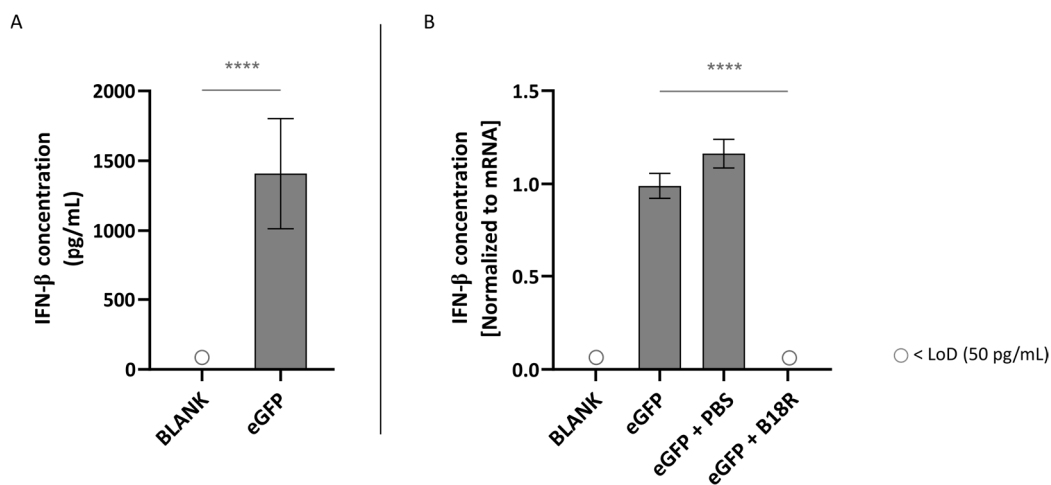 A
****
IFN-β concentration
(pg/mL)
2000
1500
1000
500
0
BLANK
eGFP
B
****
IFN-β concentration
[Normalized to mRNA]
1.5
1.0
0.5
0.0
BLANK
eGFP
eGFP + PBS
eGFP + B18R
< LoD (50 pg/mL)